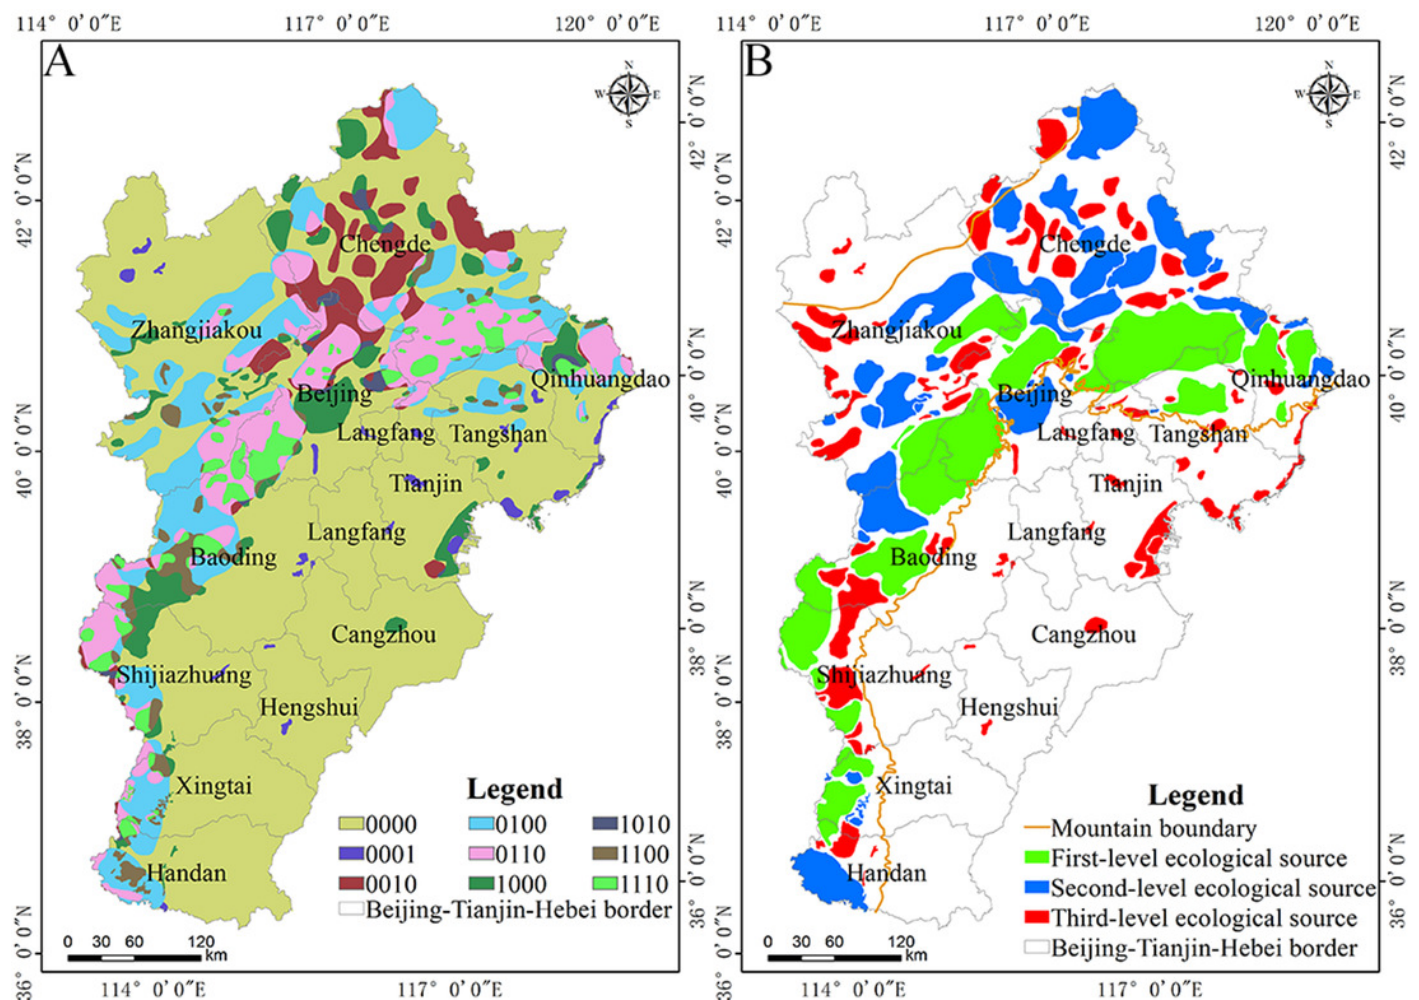 114° 0′ 0″E 117° 0′ 0″E 120° 0′ 0″E
114° 0′ 0″E 117° 0′ 0″E 120° 0′ 0″E
A
B
N
W E
S
N
W E
S
42° 0′ 0″N
42° 0′ 0″N
42° 0′ 0″N
42° 0′ 0″N
40° 0′ 0″N
40° 0′ 0″N
40° 0′ 0″N
40° 0′ 0″N
38° 0′ 0″N
38° 0′ 0″N
38° 0′ 0″N
38° 0′ 0″N
36° 0′ 0″N
36° 0′ 0″N
36° 0′ 0″N
36° 0′ 0″N
Chengde
Zhangjiakou
Qinhuangdao
Beijing
Langfang
Tangshan
Tianjin
Langfang
Baoding
Cangzhou
Shijiazhuang
Hengshui
Xingtai
Handan
Legend
0000 0100 1010
0001 0110 1100
0010 1000 1110
Beijing-Tianjin-Hebei border
0 30 60 120
km
Chengde
Zhangjiakou
Qinhuangdao
Beijing
Langfang
Tangshan
Tianjin
Langfang
Baoding
Cangzhou
Shijiazhuang
Hengshui
Xingtai
Handan
Legend
Mountain boundary
First-level ecological source
Second-level ecological source
Third-level ecological source
Beijing-Tianjin-Hebei border
0 30 60 120
km
114° 0′ 0″E 117° 0′ 0″E
114° 0′ 0″E 117° 0′ 0″E